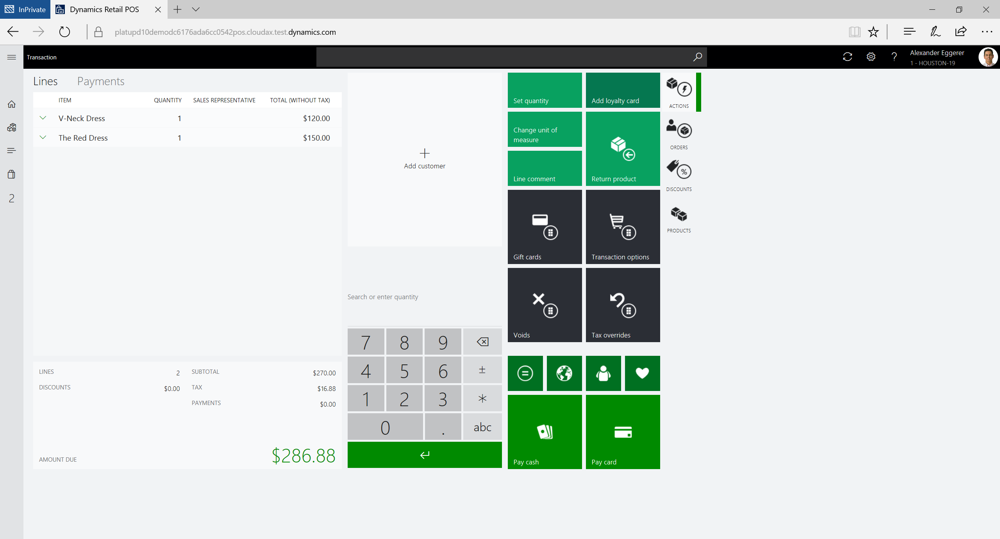 InPrivate
Dynamics Retail POS
platupd10demodc6176ada6cc0542pos.cloudax.test.dynamics.com
Transaction
Alexander Eggerer
1 - HOUSTON-19
Lines Payments
ITEM QUANTITY SALES REPRESENTATIVE TOTAL (WITHOUT TAX)
V-Neck Dress 1 $120.00
The Red Dress 1 $150.00
2
LINES 2 SUBTOTAL $270.00
DISCOUNTS $0.00 TAX $16.88
PAYMENTS $0.00
AMOUNT DUE $286.88
Add customer
Search or enter quantity
7 8 9
4 5 6 ±
1 2 3 *
0 . abc
Set quantity
Add loyalty card
Change unit of
measure
Line comment
Return product
Gift cards
Transaction options
Voids
Tax overrides
Pay cash
Pay card
ACTIONS
ORDERS
%
DISCOUNTS
PRODUCTS